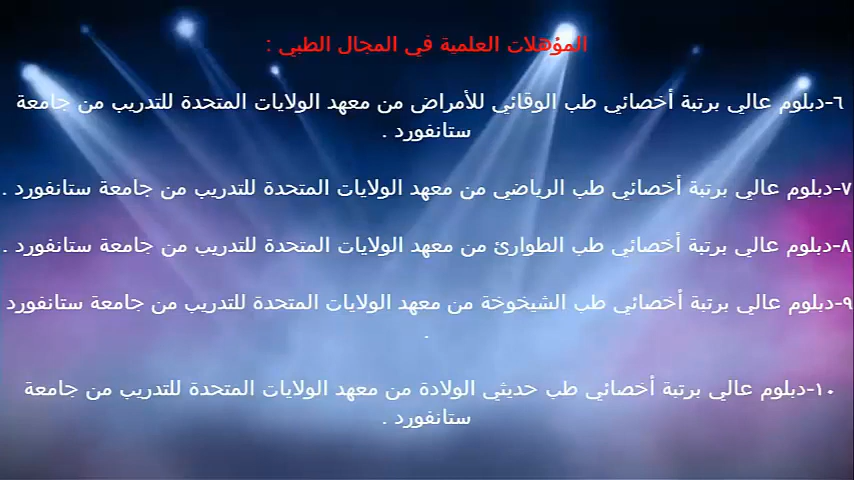 المؤهلات العلمية في المجال الطبي :
٦-دبلوم عالي برتبة أخصائي طب الوقائي للأمراض من معهد الولايات المتحدة للتدريب من جامعة
ستانفورد .
٧-دبلوم عالي برتبة أخصائي طب الرياضي من معهد الولايات المتحدة للتدريب من جامعة ستانفورد .
٨-دبلوم عالي برتبة أخصائي طب الطوارئ من معهد الولايات المتحدة للتدريب من جامعة ستانفورد .
٩-دبلوم عالي برتبة أخصائي طب الشيخوخة من معهد الولايات المتحدة للتدريب من جامعة ستانفورد
.
١٠-دبلوم عالي برتبة أخصائي طب حديثي الولادة من معهد الولايات المتحدة للتدريب من جامعة
ستانفورد .